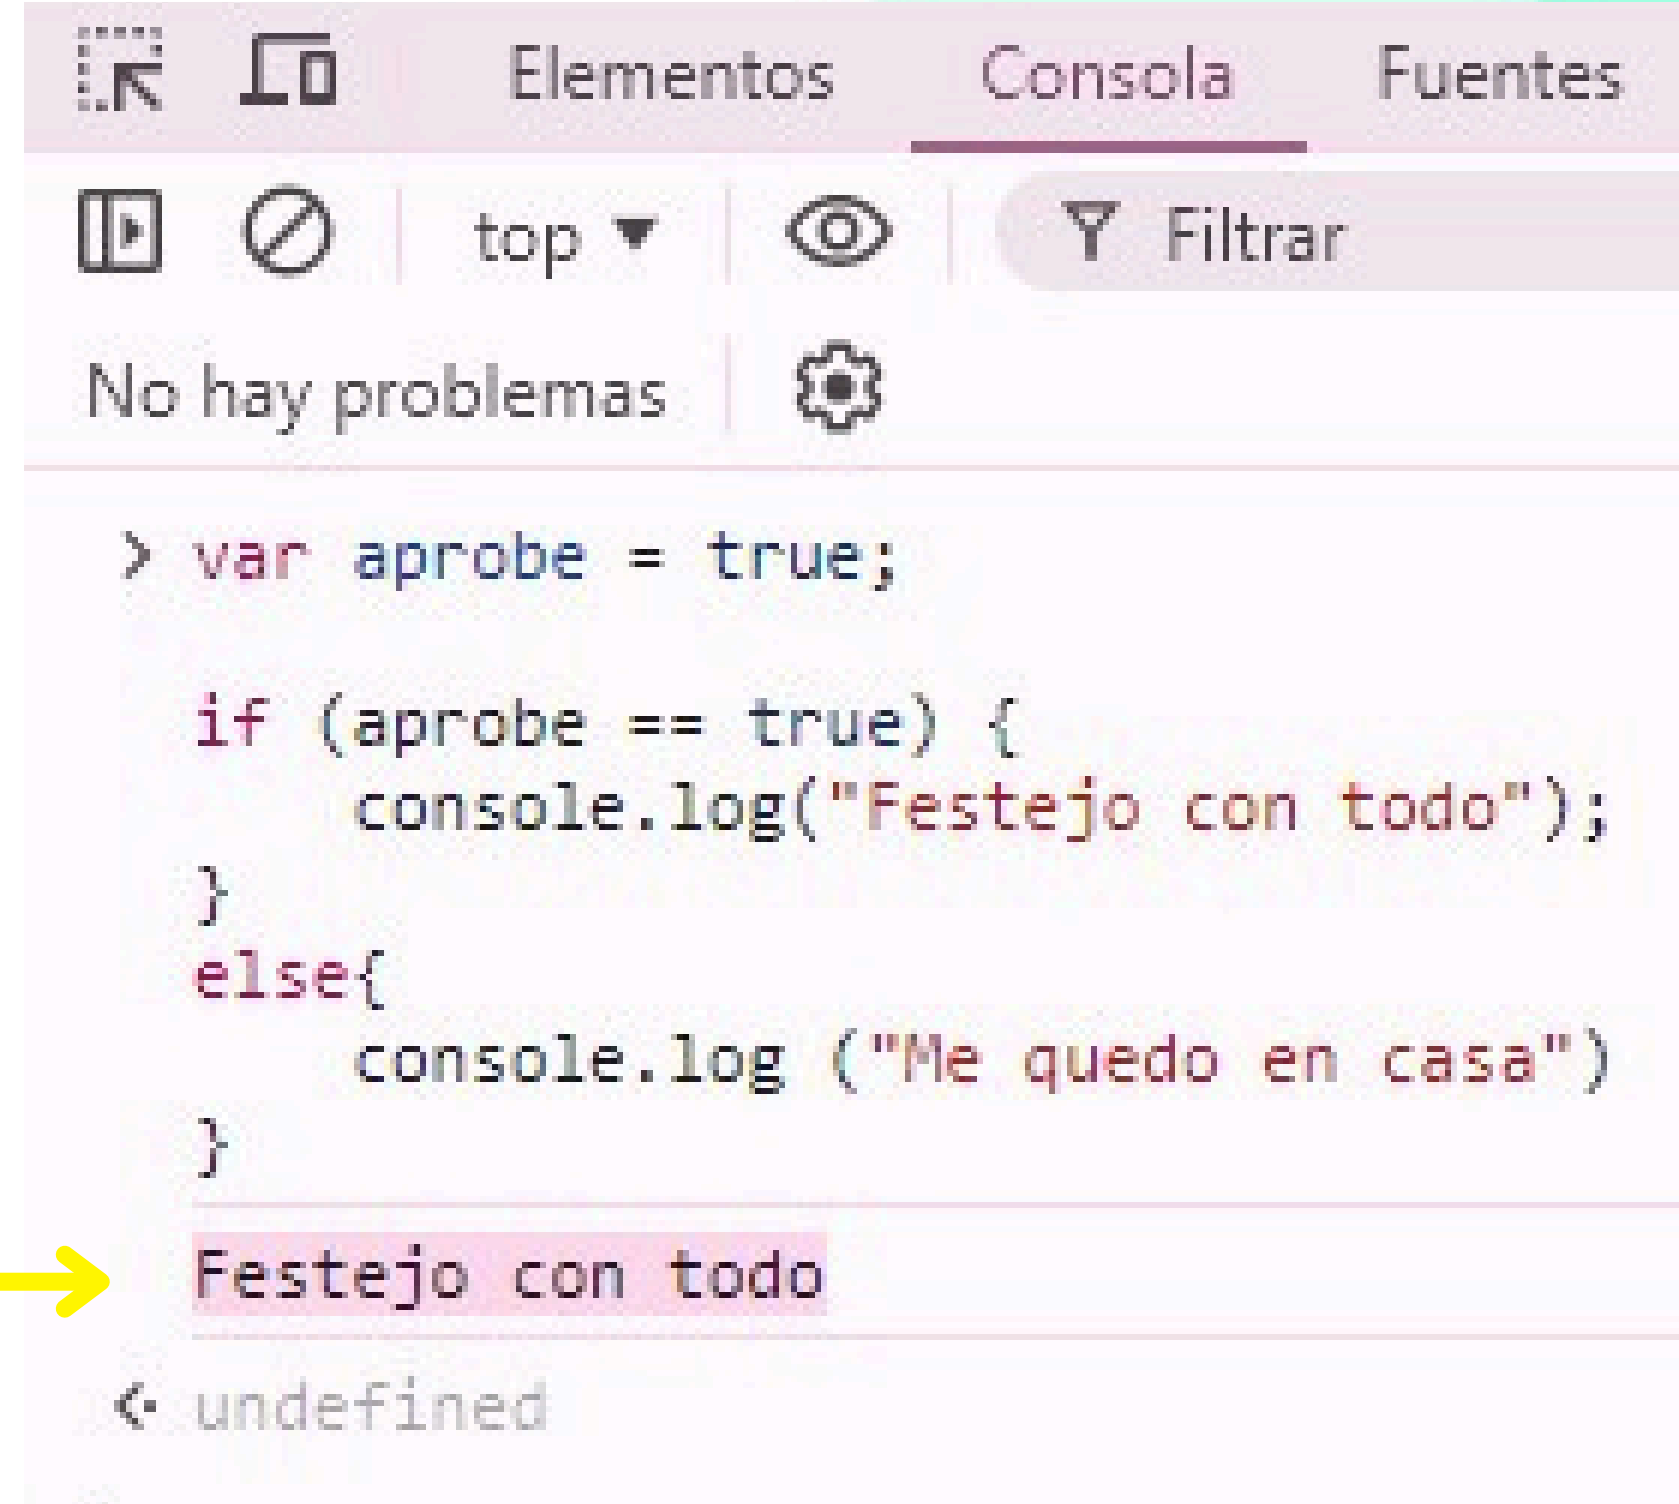 Elementos Consola Fuentes
top Filtrar
No hay problemas
var aprobe = true;
if (aprobe == true) {
console.log("Festejo con todo");
}
else{
console.log ("Me quedo en casa")
}
Festejo con todo
undefined